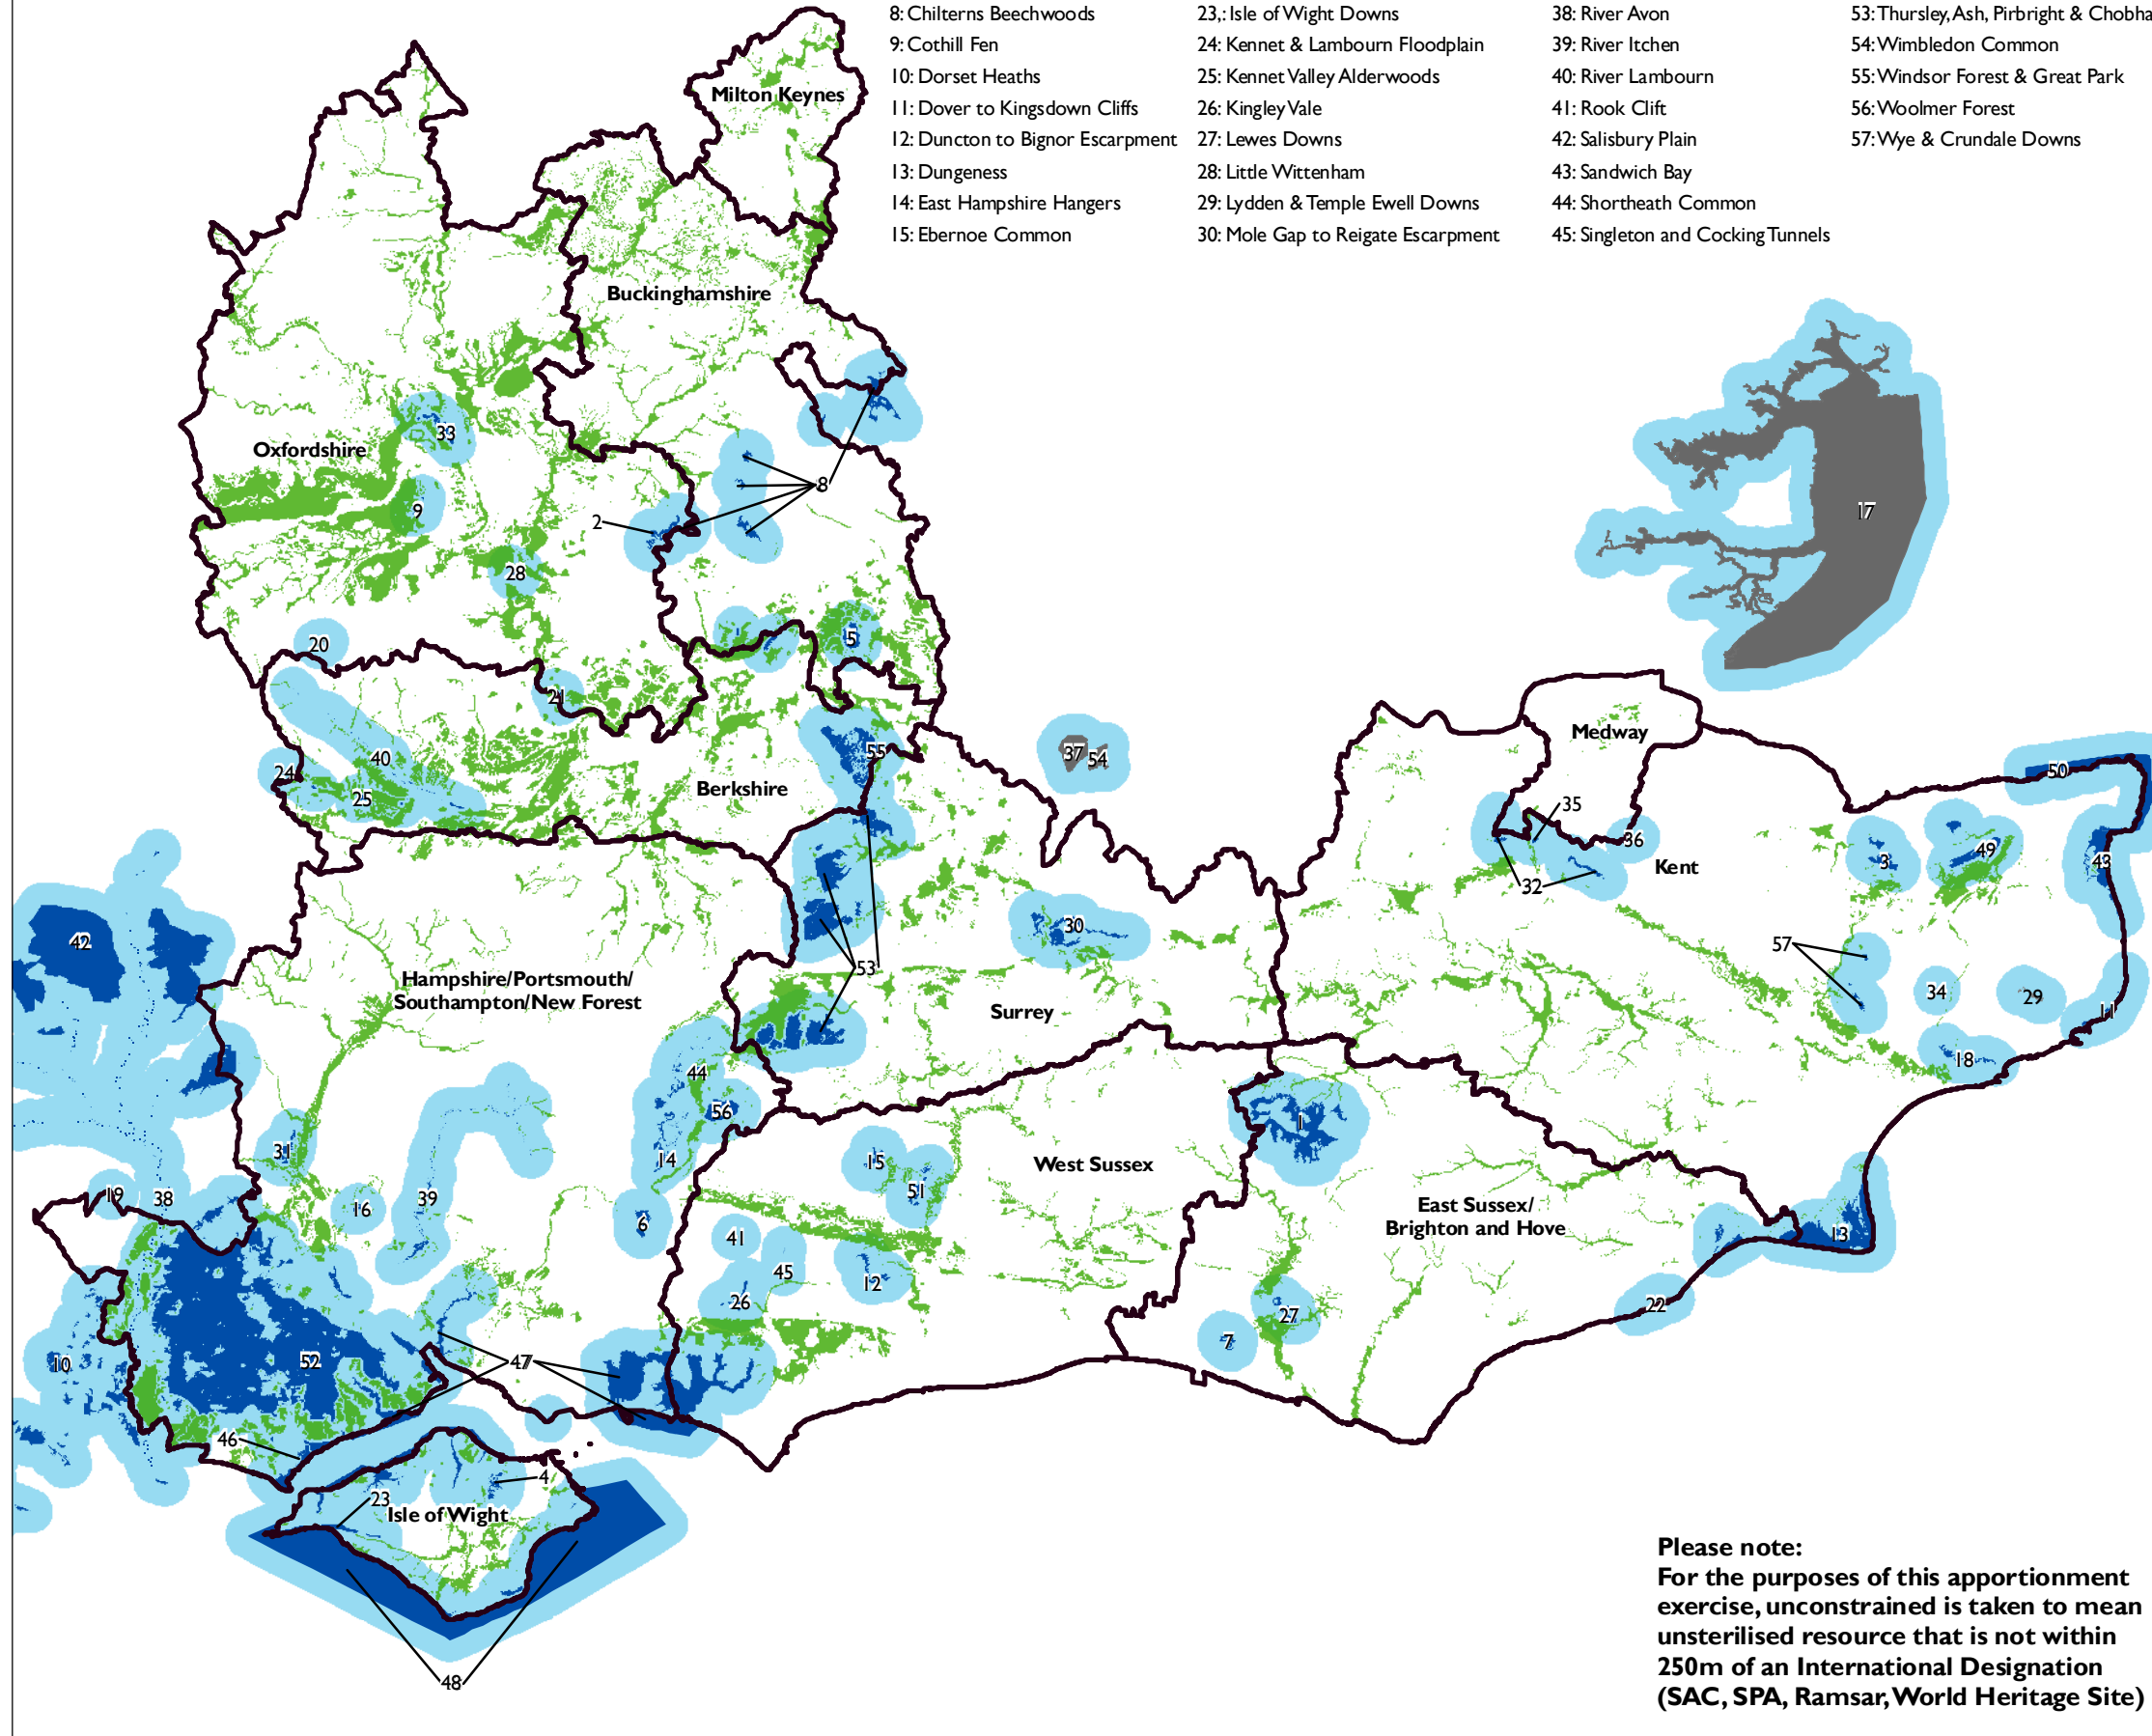 8: Chilterns Beechwoods
9: Cothill Fen
10: Dorset Heaths
11: Dover to Kingsdown Cliffs
12: Duncton to Bignor Escarpment
13: Dungeness
14: East Hampshire Hangers
15: Ebernoe Common
23,: Isle of Wight Downs
24: Kennet & Lambourn Floodplain
25: Kennet Valley Alderwoods
26: Kingley Vale
27: Lewes Downs
28: Little Wittenham
29: Lydden & Temple Ewell Downs
30: Mole Gap to Reigate Escarpment
38: River Avon
39: River Itchen
40: River Lambourn
41: Rook Clift
42: Salisbury Plain
43: Sandwich Bay
44: Shortheath Common
45: Singleton and Cocking Tunnels
53: Thursley, Ash, Pirbright & Chobha
54: Wimbledon Common
55: Windsor Forest & Great Park
56: Woolmer Forest
57: Wye & Crundale Downs
Milton Keynes
Buckinghamshire
33
Oxfordshire
8
9
2
17
28
5
20
21
Medway
37
54
55
40
24
25
Berkshire
50
35
36
32
Kent
3
49
43
42
30
57
53
Hampshire/Portsmouth/
Southampton/New Forest
Surrey
34
29
11
18
44
56
1
31
14
15
51
West Sussex
19
38
39
16
6
41
East Sussex/
Brighton and Hove
13
45
12
26
22
27
7
10
52
47
46
4
23
Isle of Wight
48
Please note:
For the purposes of this apportionment
exercise, unconstrained is taken to mean
unsterilised resource that is not within
250m of an International Designation
(SAC, SPA, Ramsar, World Heritage Site)